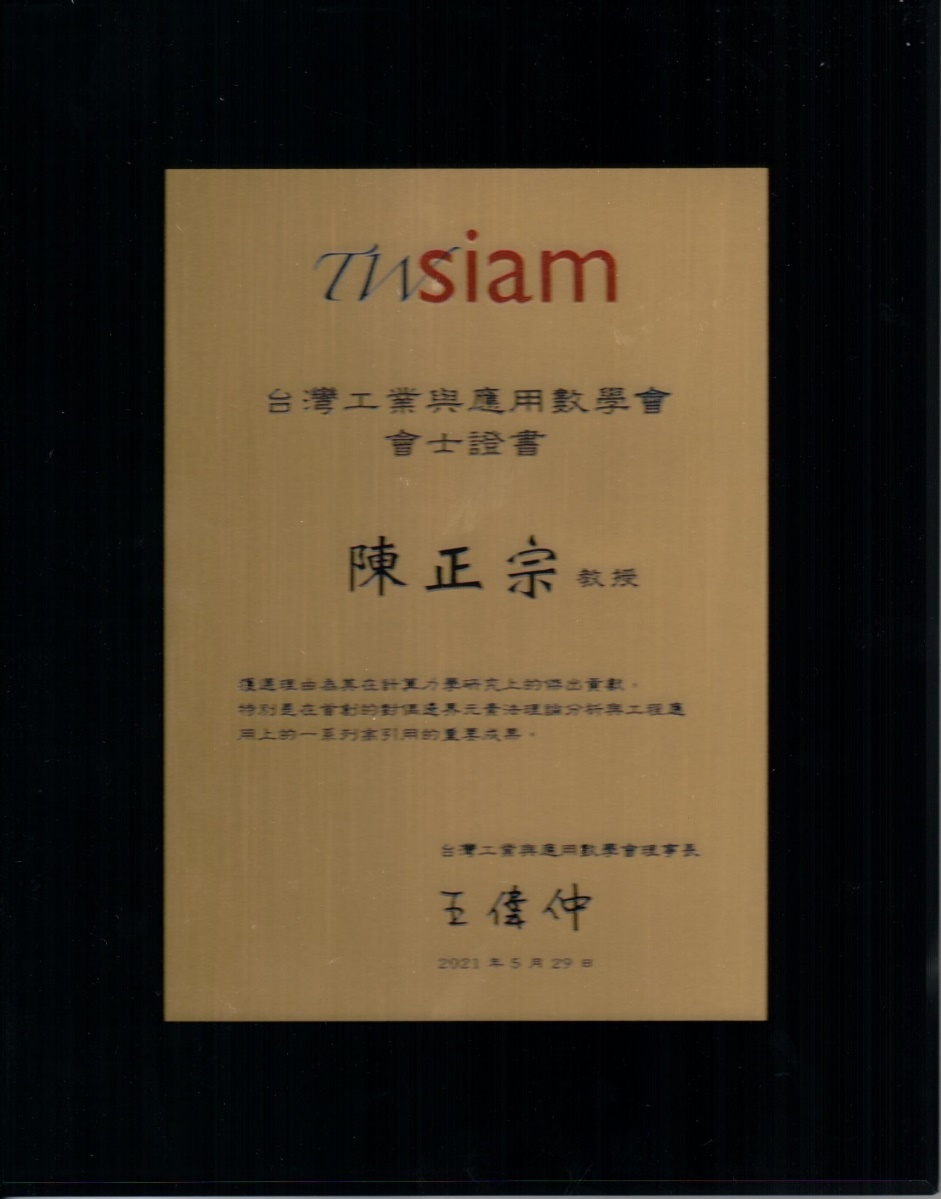 TWsiam
台灣工業與應用數學會
會士證書
陳正宗 教授
獲選理由為其在計算力學研究上的傑出貢獻，
特別是在首創的對偶邊界元素法理論分析與工程應
用上的一系列高引用的重要成果。
台灣工業與應用數學會理事長
王偉仲
2021 年 5 月 29 日